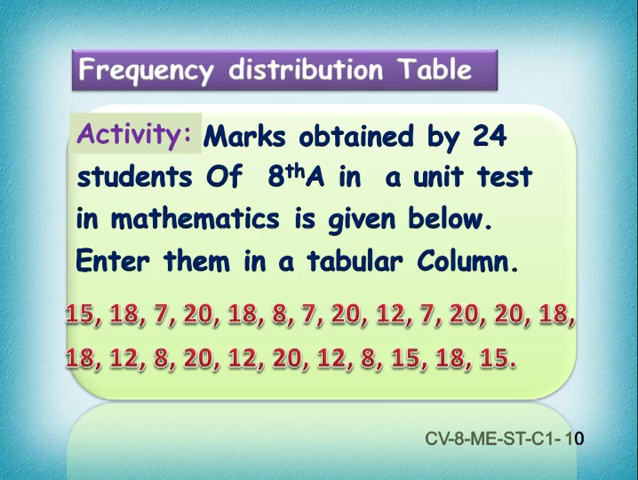 Frequency distribution Table
Activity: Marks obtained by 24
students Of 8thA in a unit test
in mathematics is given below.
Enter them in a tabular Column.
15, 18, 7, 20, 18, 8, 7, 20, 12, 7, 20, 20, 18,
18, 12, 8, 20, 12, 20, 12, 8, 15, 18, 15.
CV-8-ME-ST-C1- 10